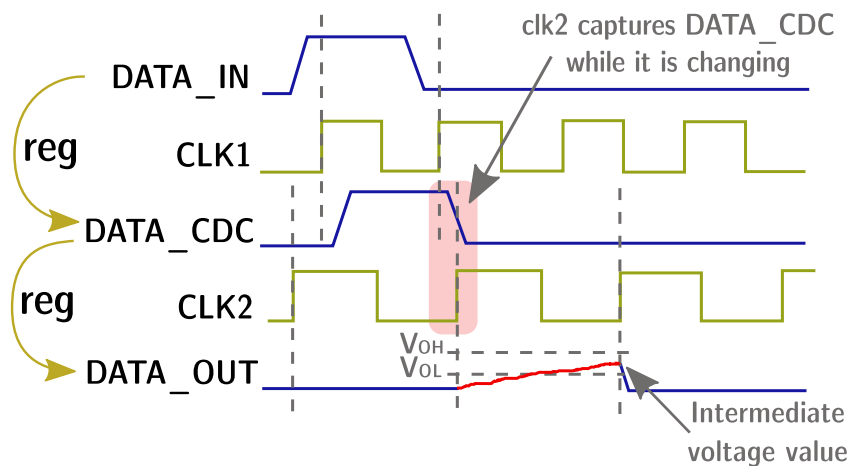 clk2 captures DATA_CDC
while it is changing
DATA_IN
reg
CLK1
DATA_CDC
reg
CLK2
VOH
VOL
DATA_OUT
Intermediate
voltage value